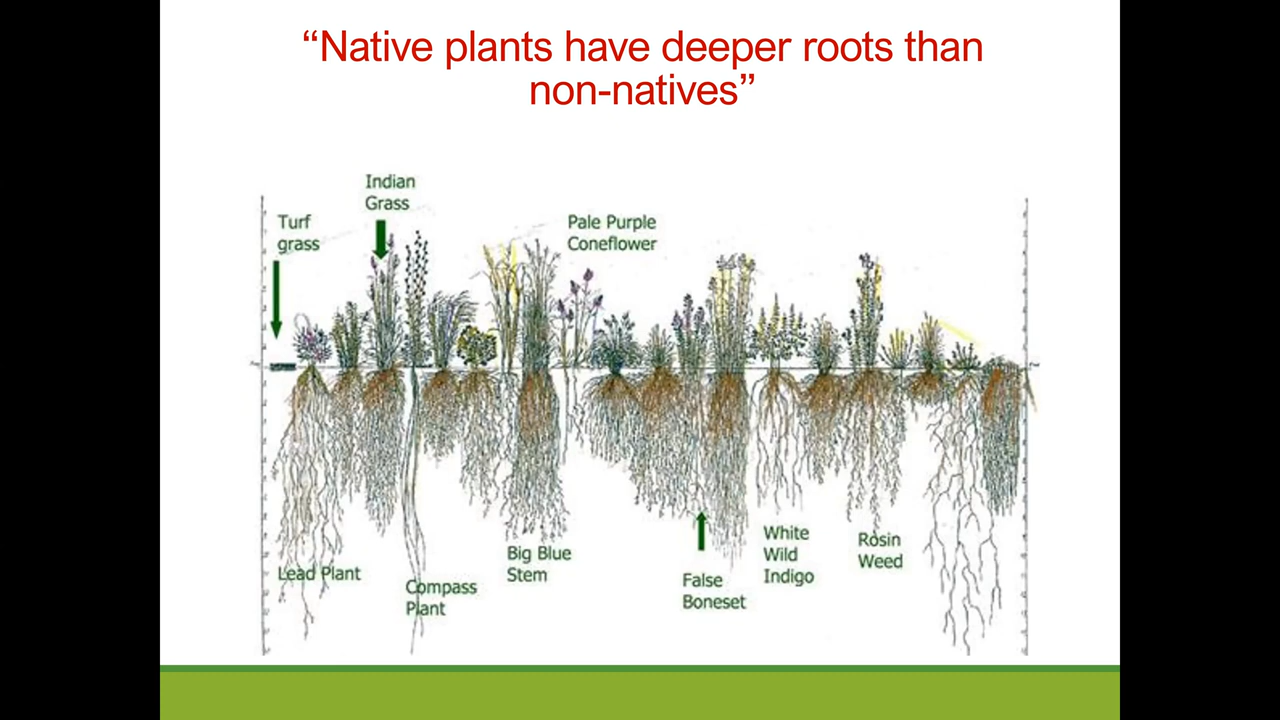 “Native plants have deeper roots than
non-natives”
Indian
Grass
Turf
grass
Pale Purple
Coneflower
Lead Plant
Compass
Plant
Big Blue
Stem
False
Boneset
White
Wild
Indigo
Rosin
Weed